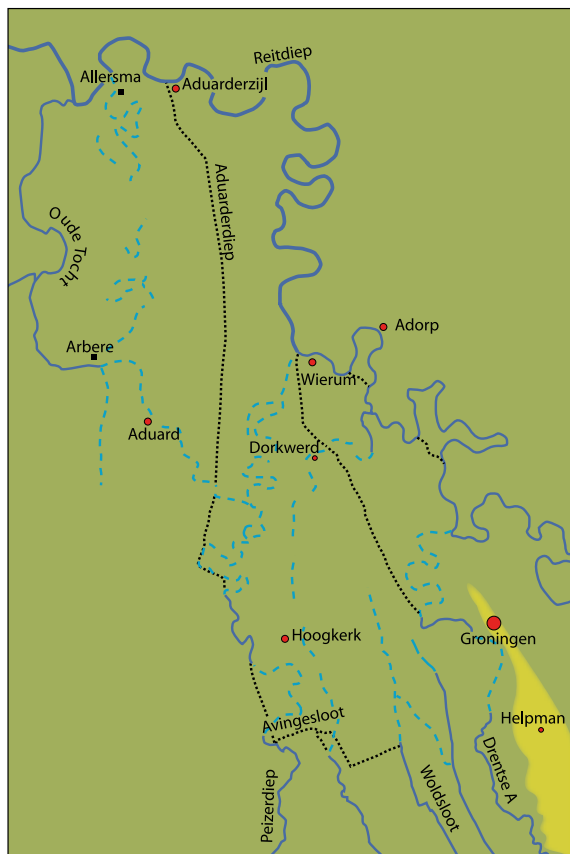 Reitdiep
Allersma
Aduarderzijl
Aduarderdiep
Oude Tocht
Adorp
Arbere
Wierum
Aduard
Dorkwerd
Hoogkerk
Groningen
Avingesloot
Helpman
Peizerdiep
Woldsloot
Drentse A